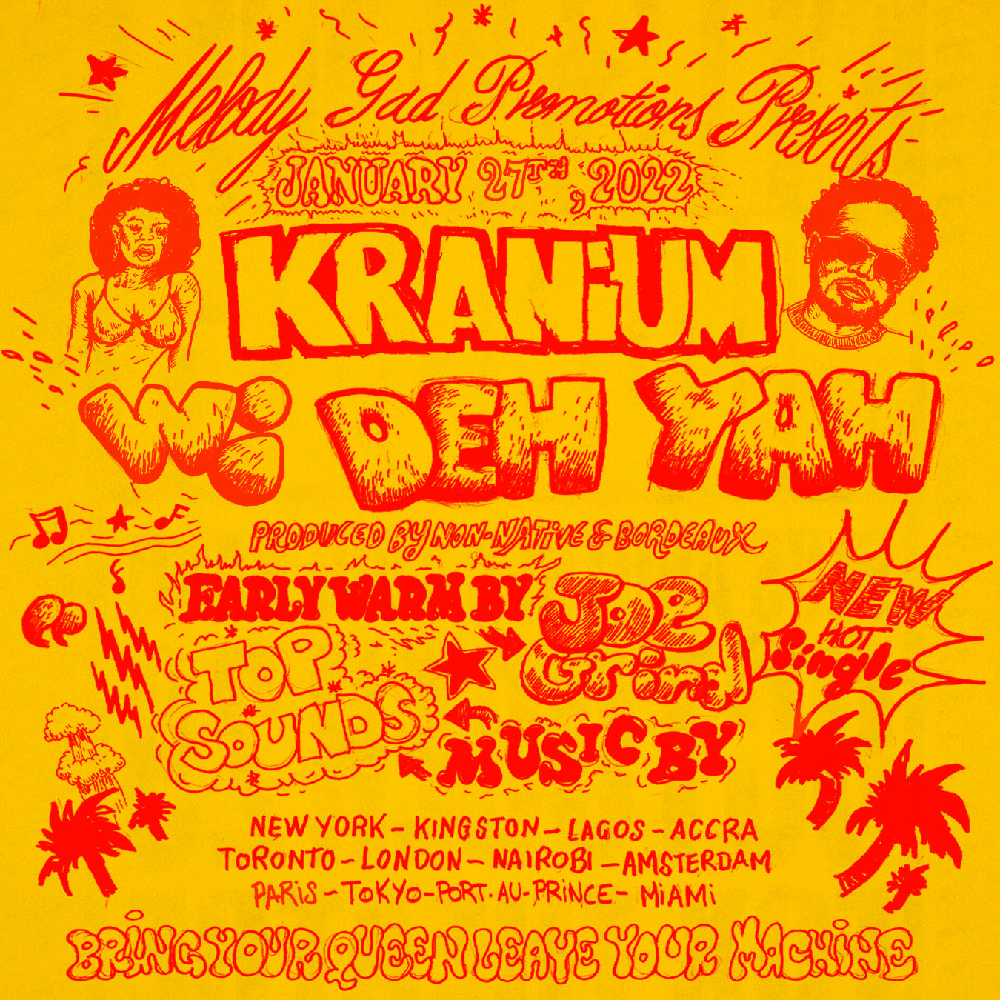 Melody Gad Promotions Presents
JANUARY 27TH, 2022
KRANiUM
Wi DEH YAH
PRODUCED BY NON-NATiVE & BORDEAUX
EARLY WARM BY
JOE
Grind
NEW
HOT
Single
TOP
SOUNDS
MUSIC BY
NEW YORK - KINGSTON - LAGOS - ACCRA
TORONTO - LONDON - NAIROBI - AMSTERDAM
PARiS - TOKYO - PORT-AU-PRiNCE - MiAMi
BRiNG YOUR QUEEN LEAVE YOUR MACHiNE